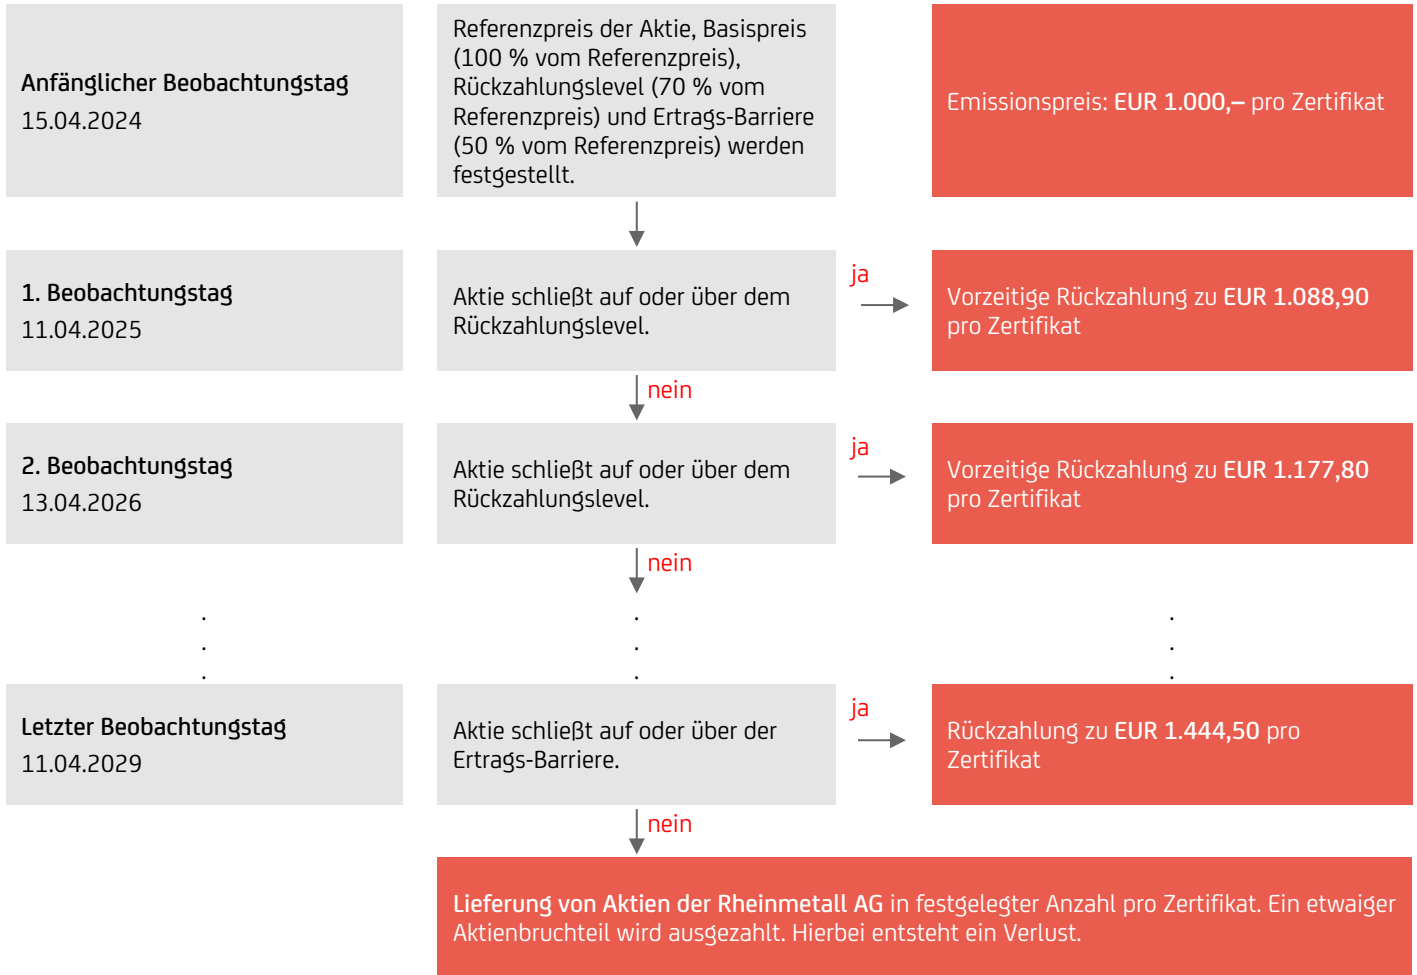 Anfänglicher Beobachtungstag
15.04.2024
Referenzpreis der Aktie, Basispreis
(100 % vom Referenzpreis),
Rückzahlungslevel (70 % vom
Referenzpreis) und Ertrags-Barriere
(50 % vom Referenzpreis) werden
festgestellt.
Emissionspreis: EUR 1.000,– pro Zertifikat
1. Beobachtungstag
11.04.2025
Aktie schließt auf oder über dem
Rückzahlungslevel.
ja
Vorzeitige Rückzahlung zu EUR 1.088,90
pro Zertifikat
nein
2. Beobachtungstag
13.04.2026
Aktie schließt auf oder über dem
Rückzahlungslevel.
ja
Vorzeitige Rückzahlung zu EUR 1.177,80
pro Zertifikat
nein
. . .
. . .
. . .
Letzter Beobachtungstag
11.04.2029
Aktie schließt auf oder über der
Ertrags-Barriere.
ja
Rückzahlung zu EUR 1.444,50 pro
Zertifikat
nein
Lieferung von Aktien der Rheinmetall AG in festgelegter Anzahl pro Zertifikat. Ein etwaiger
Aktienbruchteil wird ausgezahlt. Hierbei entsteht ein Verlust.